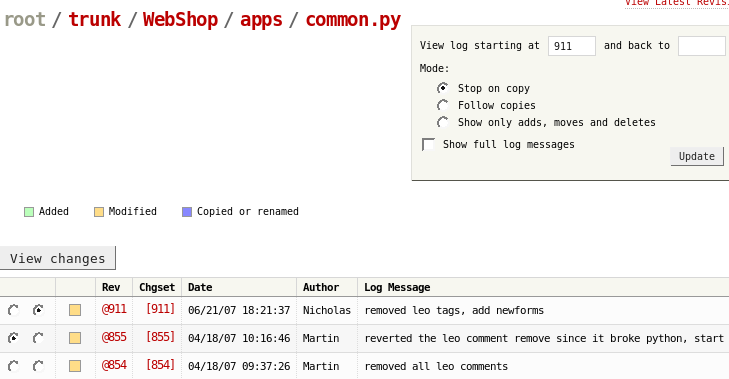 View Latest Revis
root / trunk / WebShop / apps / common.py
View log starting at 911 and back to
Mode:
Stop on copy
Follow copies
Show only adds, moves and deletes
Show full log messages
Update
Added Modified Copied or renamed
View changes
Rev Chgset Date Author Log Message
@911 [911] 06/21/07 18:21:37 Nicholas removed leo tags, add newforms
@855 [855] 04/18/07 10:16:46 Martin reverted the leo comment remove since it broke python, start
@854 [854] 04/18/07 09:37:26 Martin removed all leo comments